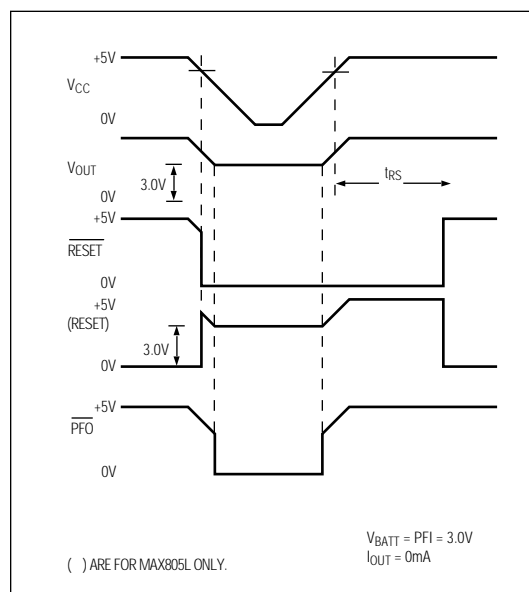 +5V
VCC
0V
VOUT
3.0V
0V
tRS
+5V
RESET
0V
+5V
(RESET)
3.0V
0V
+5V
PFO
0V
VBATT = PFI = 3.0V
IOUT = 0mA
( ) ARE FOR MAX805L ONLY.